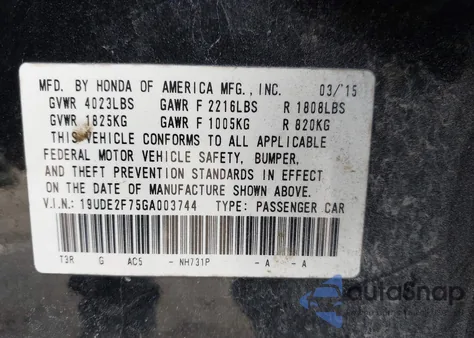 MFD. BY HONDA OF AMERICA MFG., INC. 03/15
GVWR 4023LBS GAWR F 2216LBS R 1808LBS
GVWR 1825KG GAWR F 1005KG R 820KG
THIS VEHICLE CONFORMS TO ALL APPLICABLE
FEDERAL MOTOR VEHICLE SAFETY, BUMPER,
AND THEFT PREVENTION STANDARDS IN EFFECT
ON THE DATE OF MANUFACTURE SHOWN ABOVE.
V.I.N.: 19UDE2F75GA003744 TYPE: PASSENGER CAR
T3R G AC5 - NH731P - A - A
autoSnap